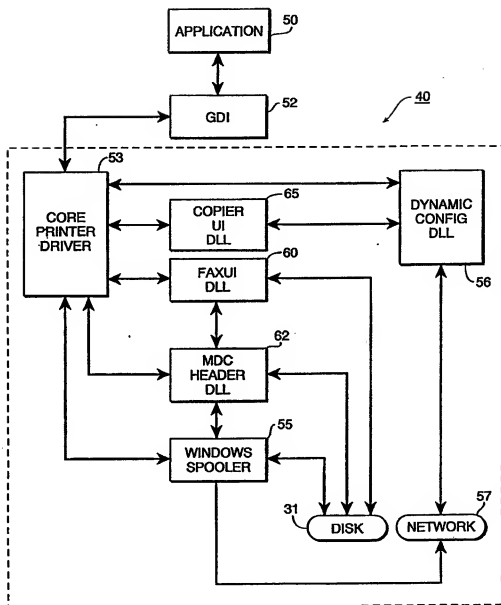 APPLICATION
50
GDI
52
40
53
CORE
PRINTER
DRIVER
65
COPIER
UI
DLL
DYNAMIC
CONFIG
DLL
56
60
FAXUI
DLL
62
MDC
HEADER
DLL
55
WINDOWS
SPOOLER
31
DISK
57
NETWORK